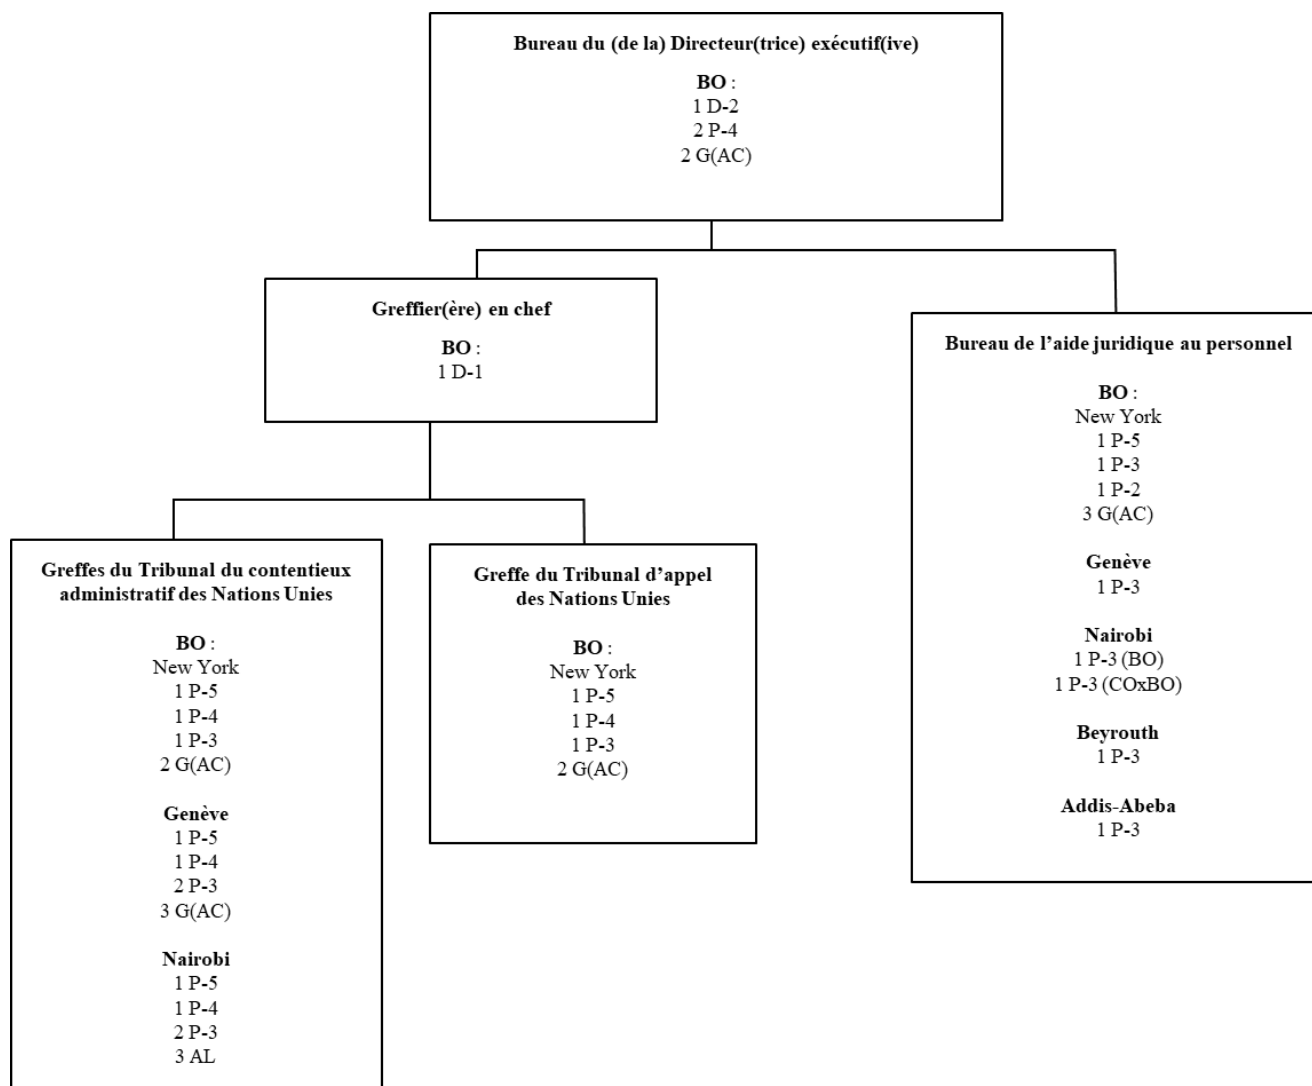 Bureau du (de la) Directeur(trice) exécutif(ive)
BO :
1 D-2
2 P-4
2 G(AC)
Greffier(ère) en chef
BO :
1 D-1
Bureau de l’aide juridique au personnel
BO :
New York
1 P-5
1 P-3
1 P-2
3 G(AC)
Genève
1 P-3
Nairobi
1 P-3 (BO)
1 P-3 (COxBO)
Beyrouth
1 P-3
Addis-Abeba
1 P-3
Greffes du Tribunal du contentieux
administratif des Nations Unies
BO :
New York
1 P-5
1 P-4
1 P-3
2 G(AC)
Genève
1 P-5
1 P-4
2 P-3
3 G(AC)
Nairobi
1 P-5
1 P-4
2 P-3
3 AL
Greffe du Tribunal d’appel
des Nations Unies
BO :
New York
1 P-5
1 P-4
1 P-3
2 G(AC)